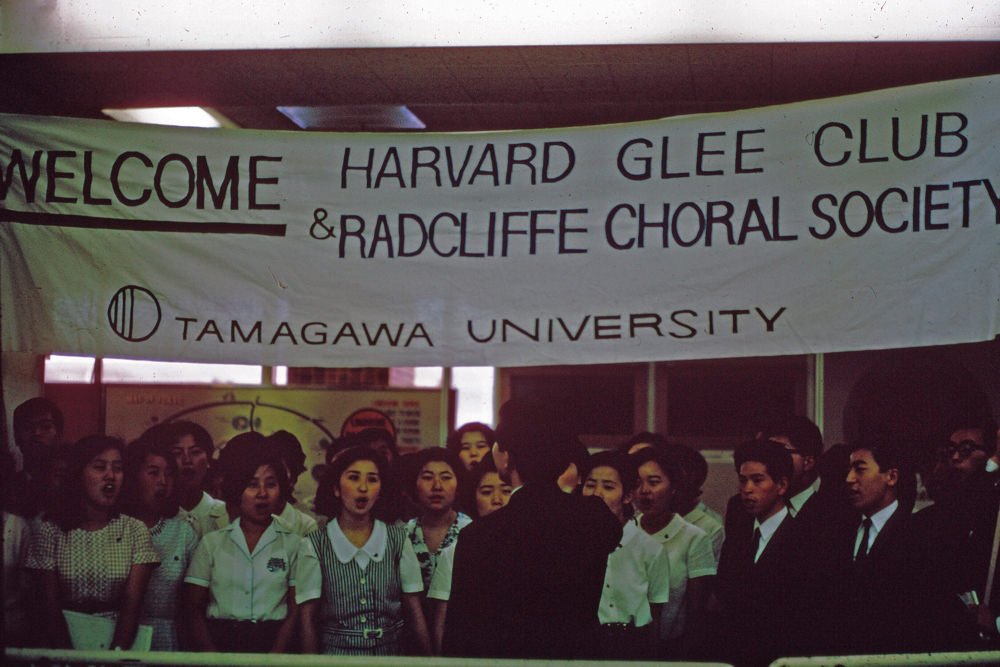 WELCOME
HARVARD GLEE CLUB
& RADCLIFFE CHORAL SOCIETY
TAMAGAWA UNIVERSITY